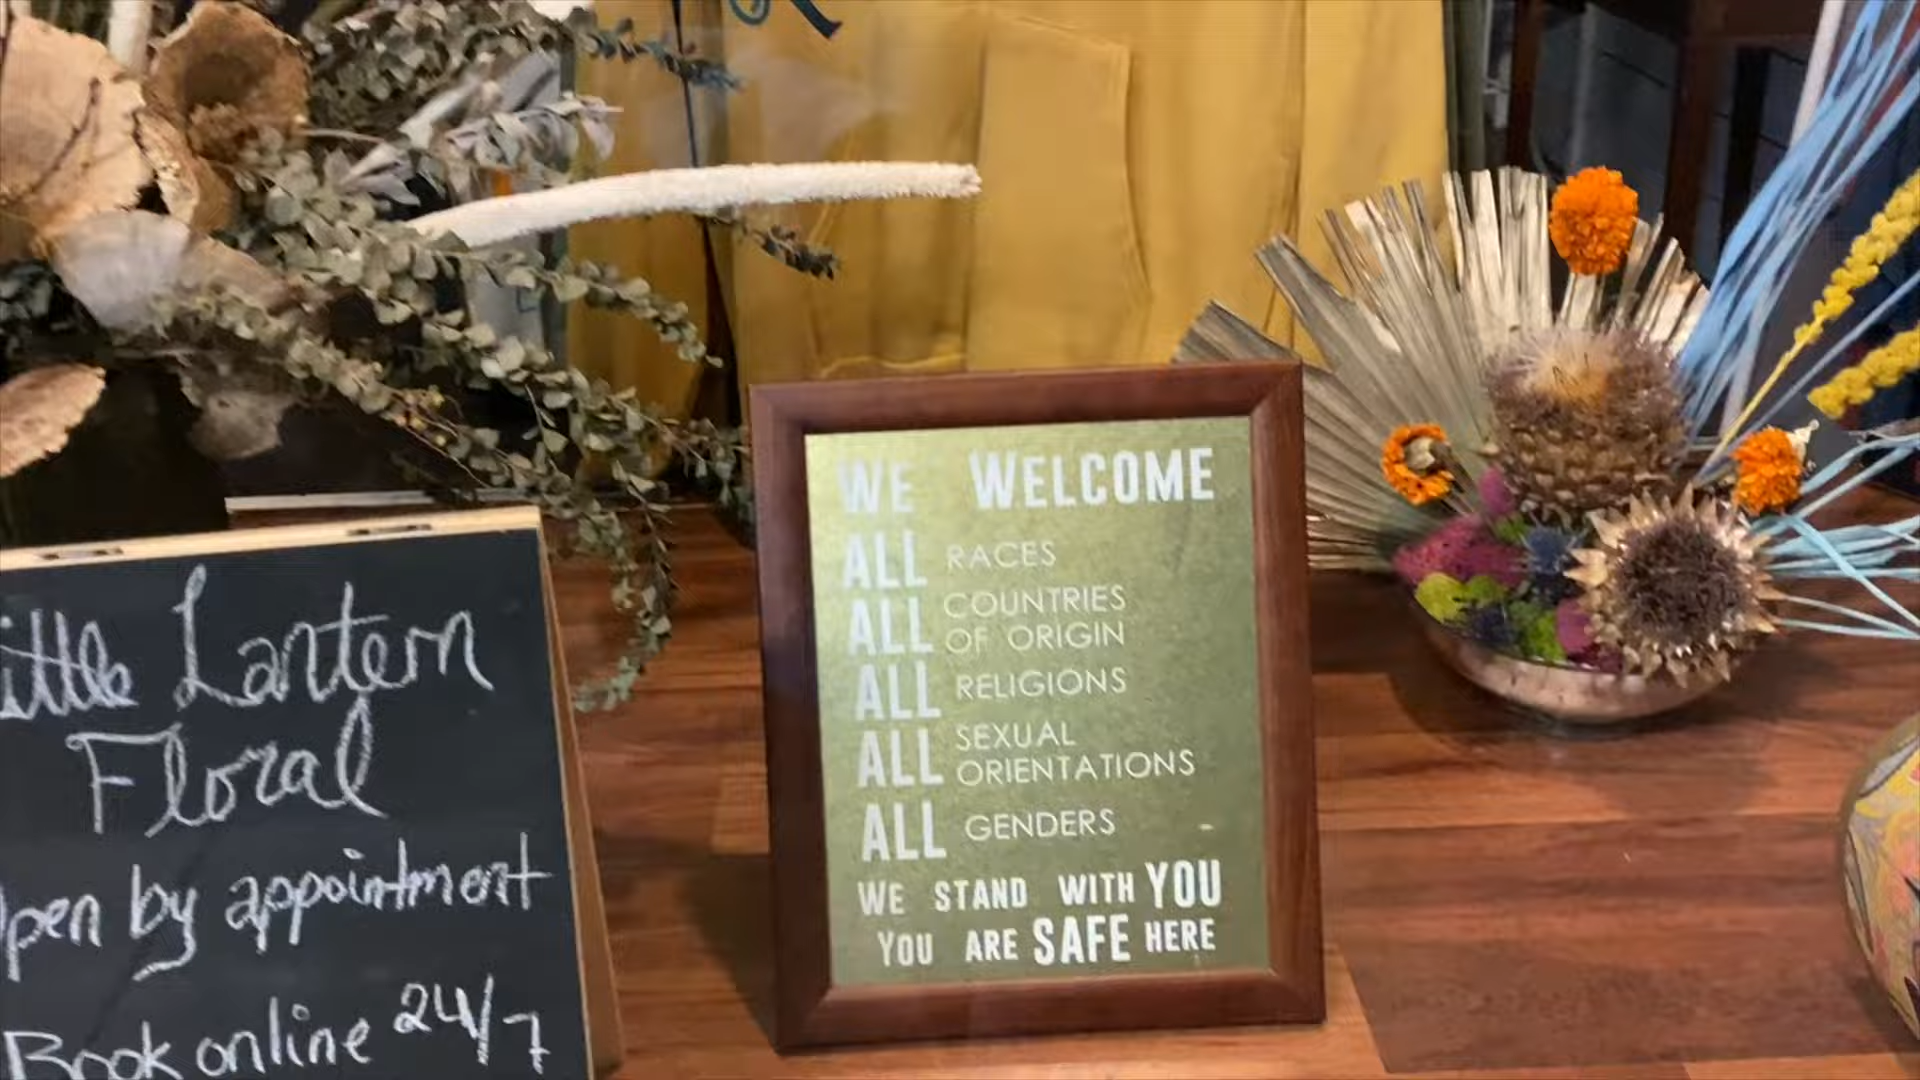 ittle Lantern
Floral
pen by appointment
Book online 24/7
WE WELCOME
ALL RACES
ALL COUNTRIES
OF ORIGIN
ALL RELIGIONS
ALL SEXUAL
ORIENTATIONS
ALL GENDERS
WE STAND WITH YOU
YOU ARE SAFE HERE